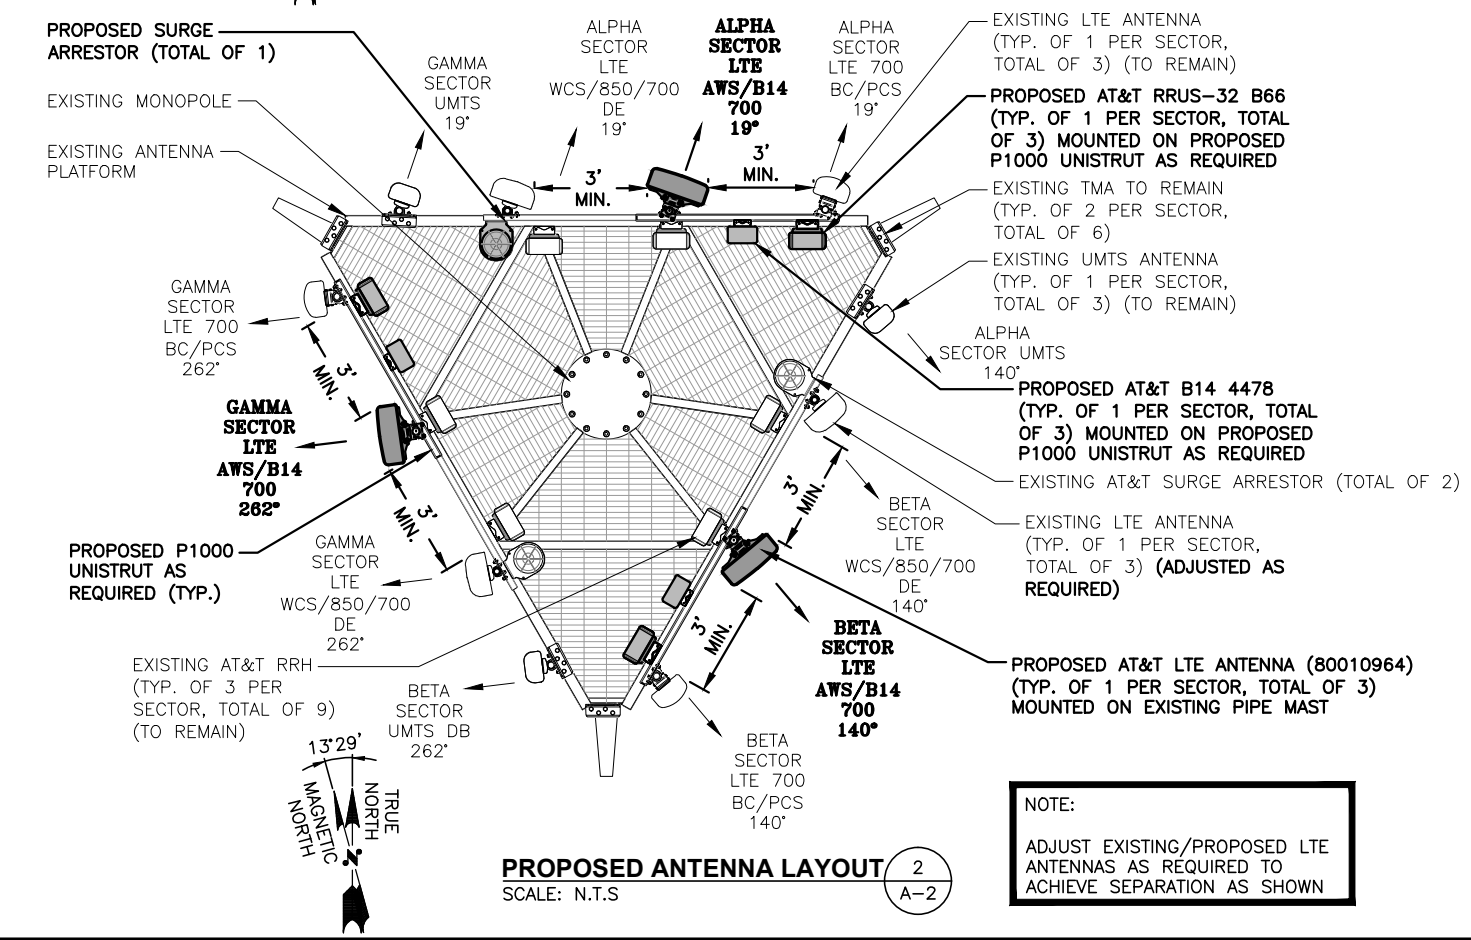 PROPOSED SURGE
ARRESTOR (TOTAL OF 1)
EXISTING MONOPOLE
EXISTING ANTENNA
PLATFORM
GAMMA
SECTOR
UMTS
19°
ALPHA
SECTOR
LTE
WCS/850/700
DE
19°
ALPHA
SECTOR
LTE
AWS/B14
700
19°
ALPHA
SECTOR
LTE 700
BC/PCS
19°
3'
MIN.
3'
MIN.
EXISTING LTE ANTENNA
(TYP. OF 1 PER SECTOR,
TOTAL OF 3) (TO REMAIN)
PROPOSED AT&T RRUS-32 B66
(TYP. OF 1 PER SECTOR, TOTAL
OF 3) MOUNTED ON PROPOSED
P1000 UNISTRUT AS REQUIRED
EXISTING TMA TO REMAIN
(TYP. OF 2 PER SECTOR,
TOTAL OF 6)
EXISTING UMTS ANTENNA
(TYP. OF 1 PER SECTOR,
TOTAL OF 3) (TO REMAIN)
ALPHA
SECTOR UMTS
140°
PROPOSED AT&T B14 4478
(TYP. OF 1 PER SECTOR, TOTAL
OF 3) MOUNTED ON PROPOSED
P1000 UNISTRUT AS REQUIRED
EXISTING AT&T SURGE ARRESTOR (TOTAL OF 2)
EXISTING LTE ANTENNA
(TYP. OF 1 PER SECTOR,
TOTAL OF 3) (ADJUSTED AS
REQUIRED)
PROPOSED AT&T LTE ANTENNA (80010964)
(TYP. OF 1 PER SECTOR, TOTAL OF 3)
MOUNTED ON EXISTING PIPE MAST
GAMMA
SECTOR
LTE 700
BC/PCS
262°
3'
MIN.
GAMMA
SECTOR
LTE
AWS/B14
700
262°
3'
MIN.
PROPOSED P1000
UNISTRUT AS
REQUIRED (TYP.)
GAMMA
SECTOR
LTE
WCS/850/700
DE
262°
EXISTING AT&T RRH
(TYP. OF 3 PER
SECTOR, TOTAL OF 9)
(TO REMAIN)
BETA
SECTOR
UMTS DB
262°
3'
MIN.
BETA
SECTOR
LTE
WCS/850/700
DE
140°
3'
MIN.
BETA
SECTOR
LTE
AWS/B14
700
140°
BETA
SECTOR
LTE 700
BC/PCS
140°
13°29'
MAGNETIC
NORTH
TRUE
NORTH
N
PROPOSED ANTENNA LAYOUT
SCALE: N.T.S
2
A-2
NOTE:
ADJUST EXISTING/PROPOSED LTE
ANTENNAS AS REQUIRED TO
ACHIEVE SEPARATION AS SHOWN